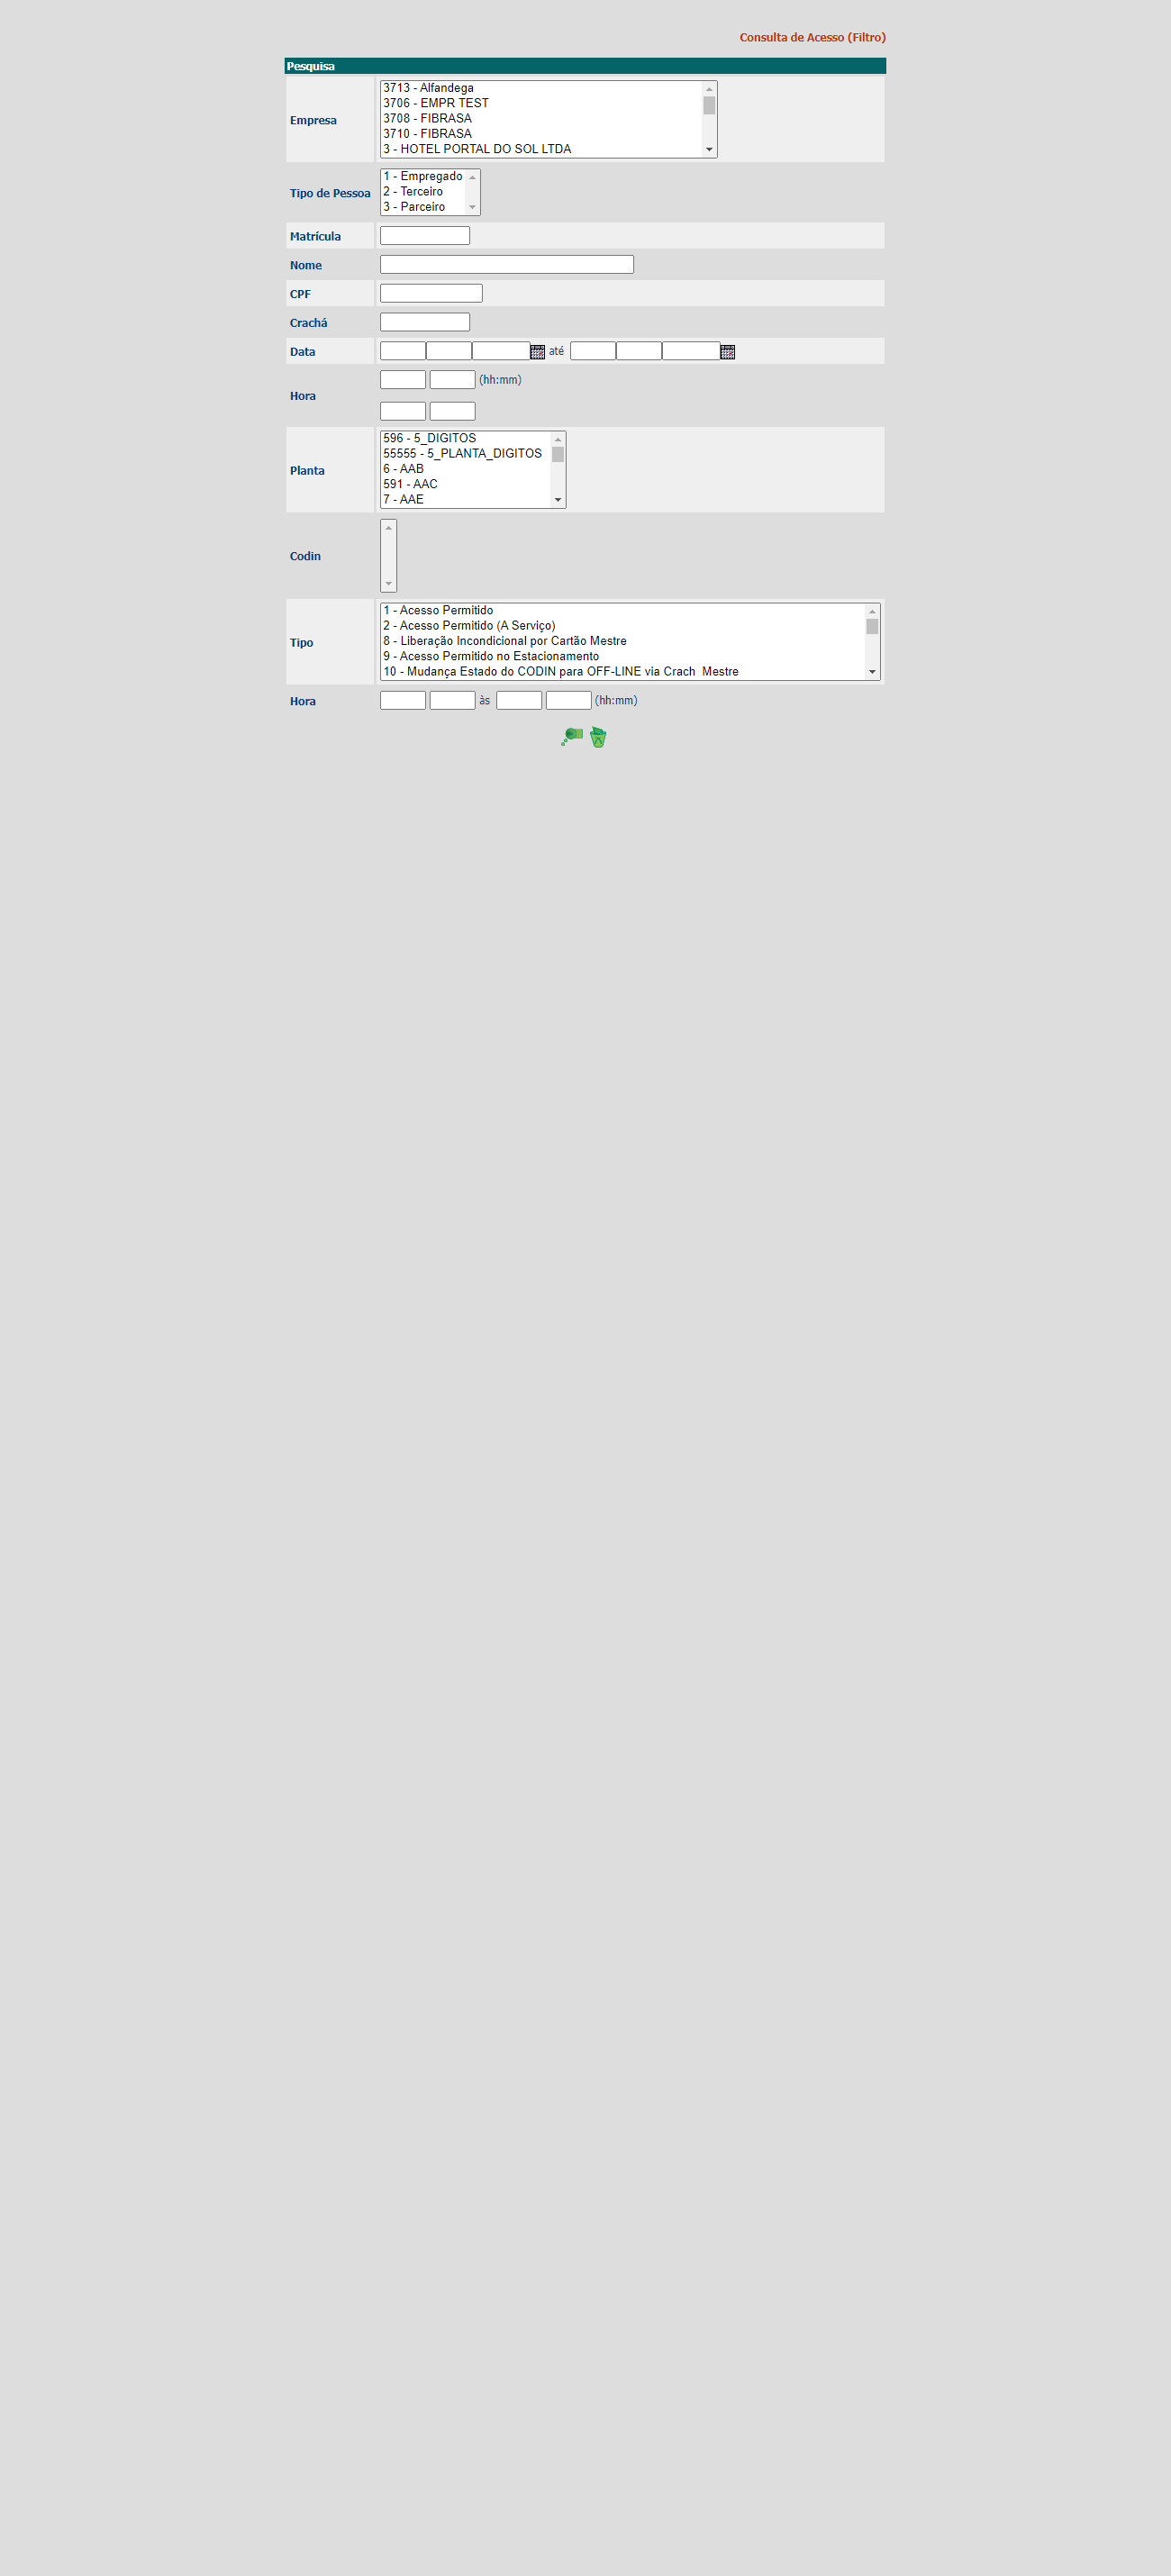 Consulta de Acesso (Filtro)
Pesquisa
Empresa
3713 - Alfandega
3706 - EMPR TEST
3708 - FIBRASA
3710 - FIBRASA
3 - HOTEL PORTAL DO SOL LTDA
Tipo de Pessoa
1 - Empregado
2 - Terceiro
3 - Parceiro
Matrícula
Nome
CPF
Crachá
Data
até
Hora
(hh:mm)
Planta
596 - 5_DIGITOS
55555 - 5_PLANTA_DIGITOS
6 - AAB
591 - AAC
7 - AAE
Codin
Tipo
1 - Acesso Permitido
2 - Acesso Permitido (A Serviço)
8 - Liberação Incondicional por Cartão Mestre
9 - Acesso Permitido no Estacionamento
10 - Mudança Estado do CODIN para OFF-LINE via Crach  Mestre
Hora
às
(hh:mm)